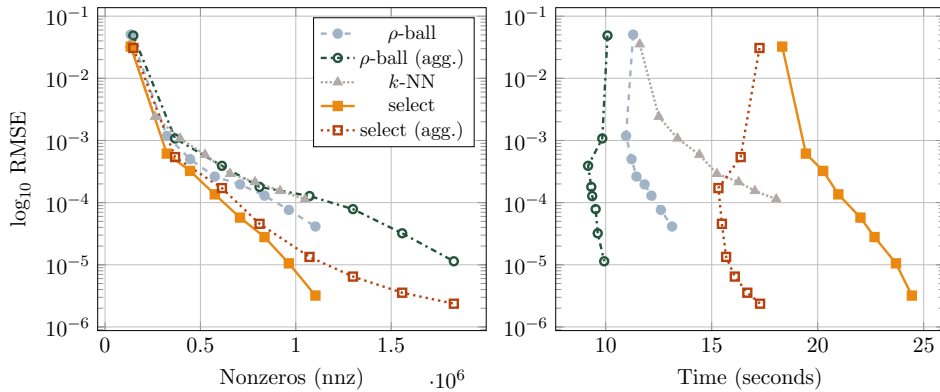 10⁻¹
10⁻²
10⁻³
10⁻⁴
10⁻⁵
10⁻⁶
log₁₀ RMSE
0
0.5
1
1.5
·10⁶
Nonzeros (nnz)
ρ-ball
ρ-ball (agg.)
k-NN
select
select (agg.)
10⁻¹
10⁻²
10⁻³
10⁻⁴
10⁻⁵
10⁻⁶
10
15
20
25
Time (seconds)